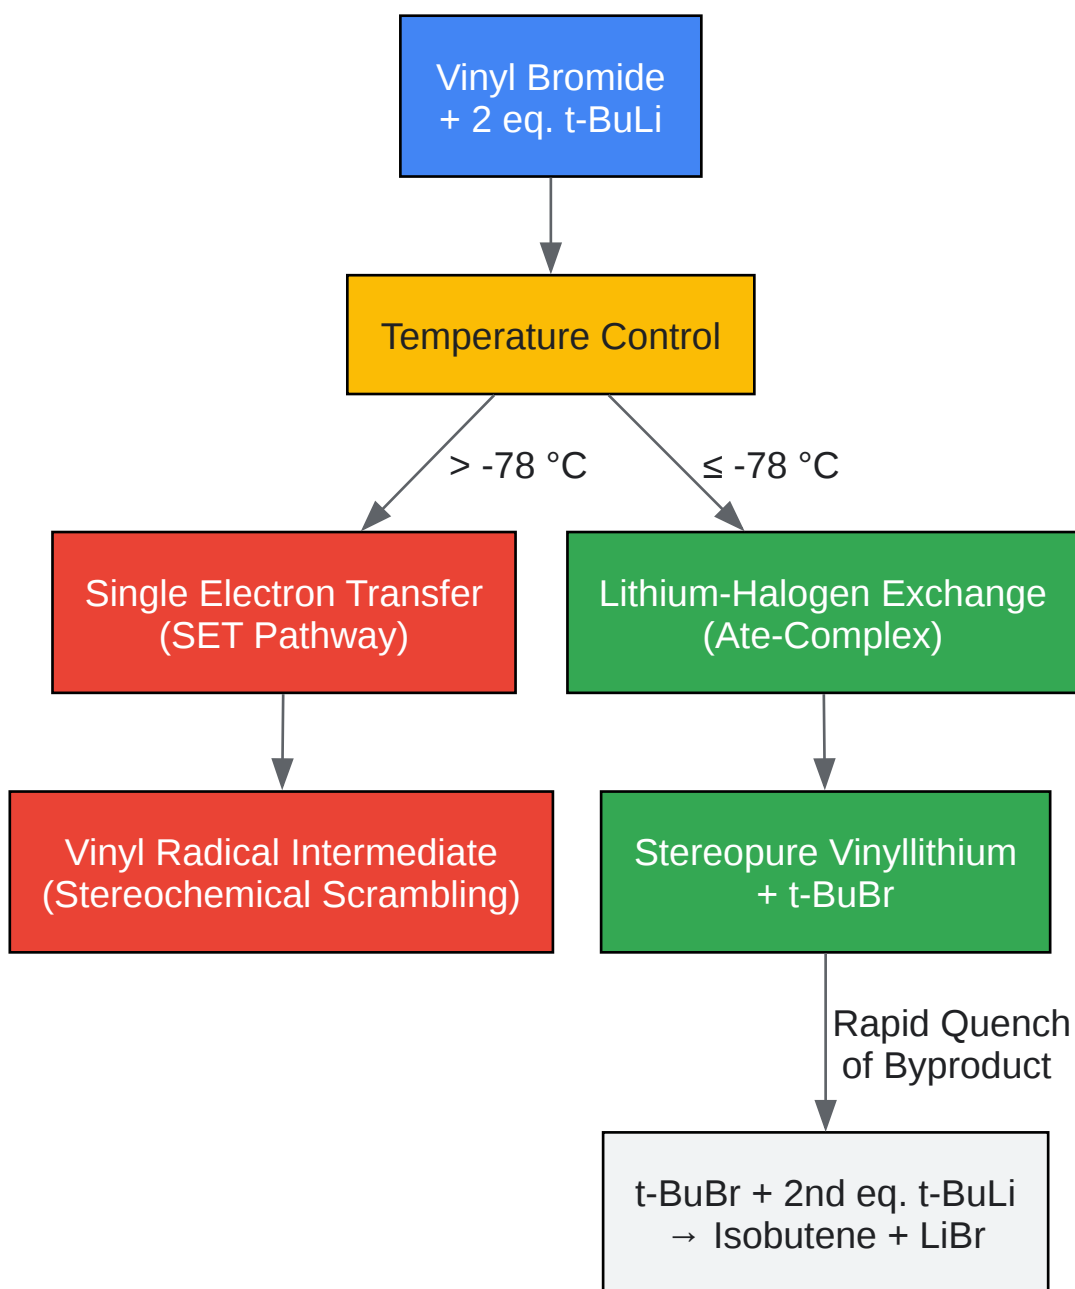 Vinyl Bromide
+ 2 eq. t-BuLi
Temperature Control
> -78 °C
≤ -78 °C
Single Electron Transfer
(SET Pathway)
Lithium-Halogen Exchange
(Ate-Complex)
Vinyl Radical Intermediate
(Stereochemical Scrambling)
Stereopure Vinyllithium
+ t-BuBr
Rapid Quench
of Byproduct
t-BuBr + 2nd eq. t-BuLi
→ Isobutene + LiBr